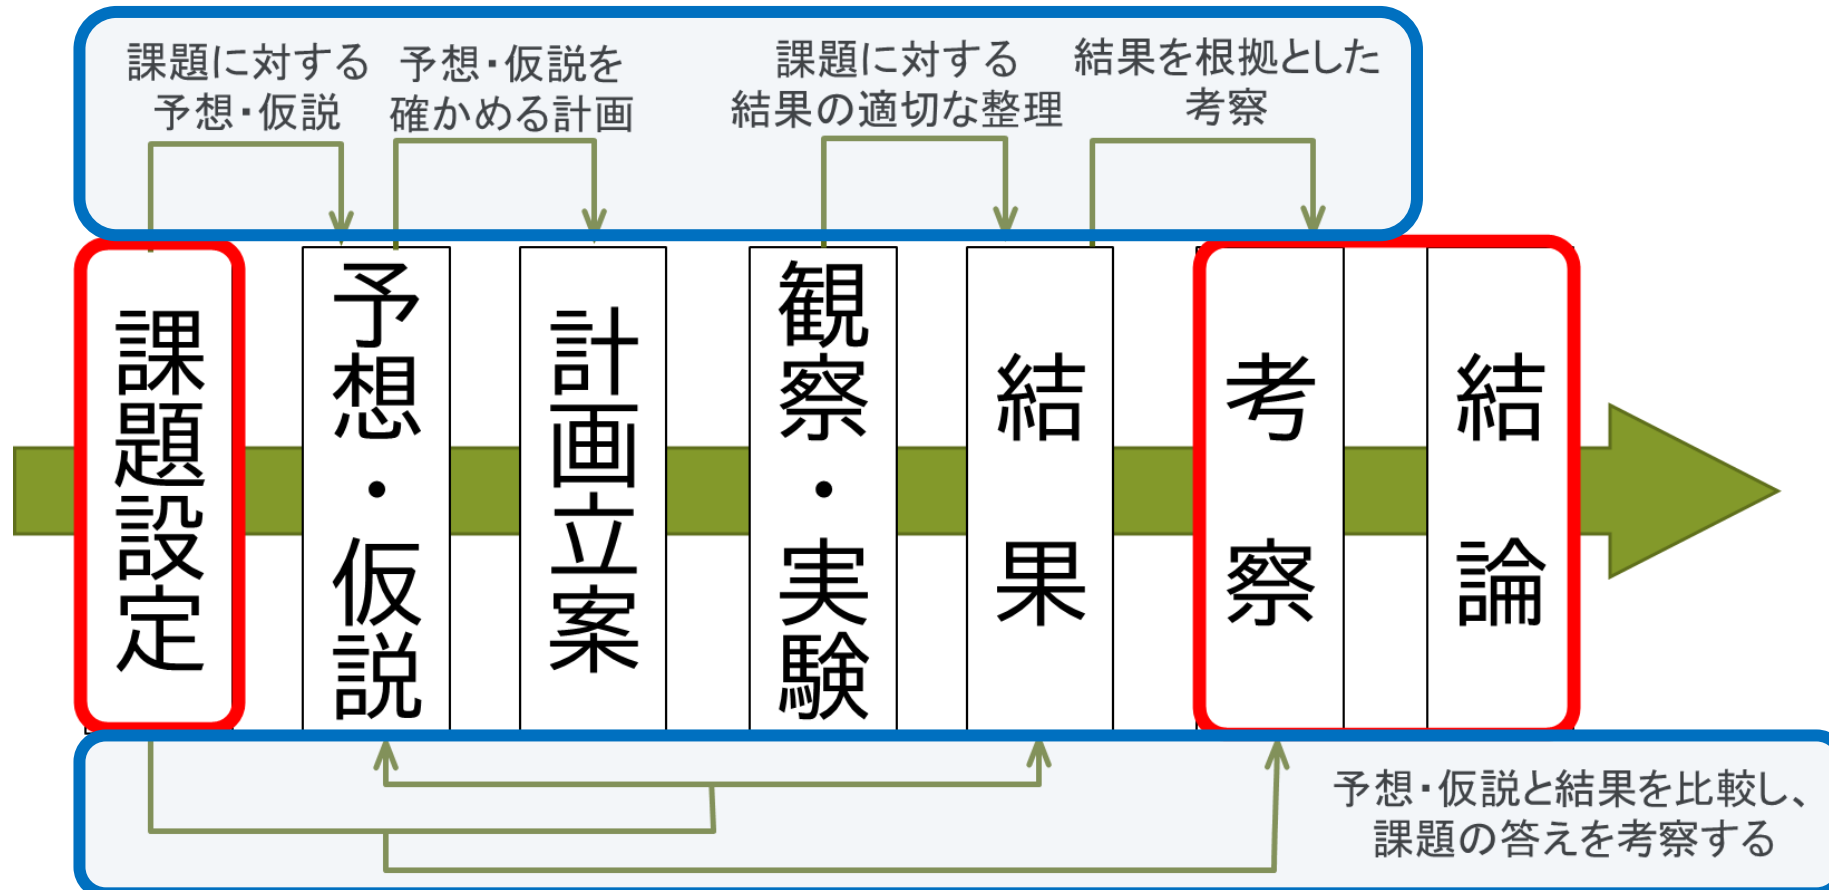 課題に対する
予想・仮説
予想・仮説を
確かめる計画
課題に対する
結果の適切な整理
結果を根拠とした
考察
課題設定
予想・仮説
計画立案
観察・実験
結果
考察
結論
予想・仮説と結果を比較し、
課題の答えを考察する